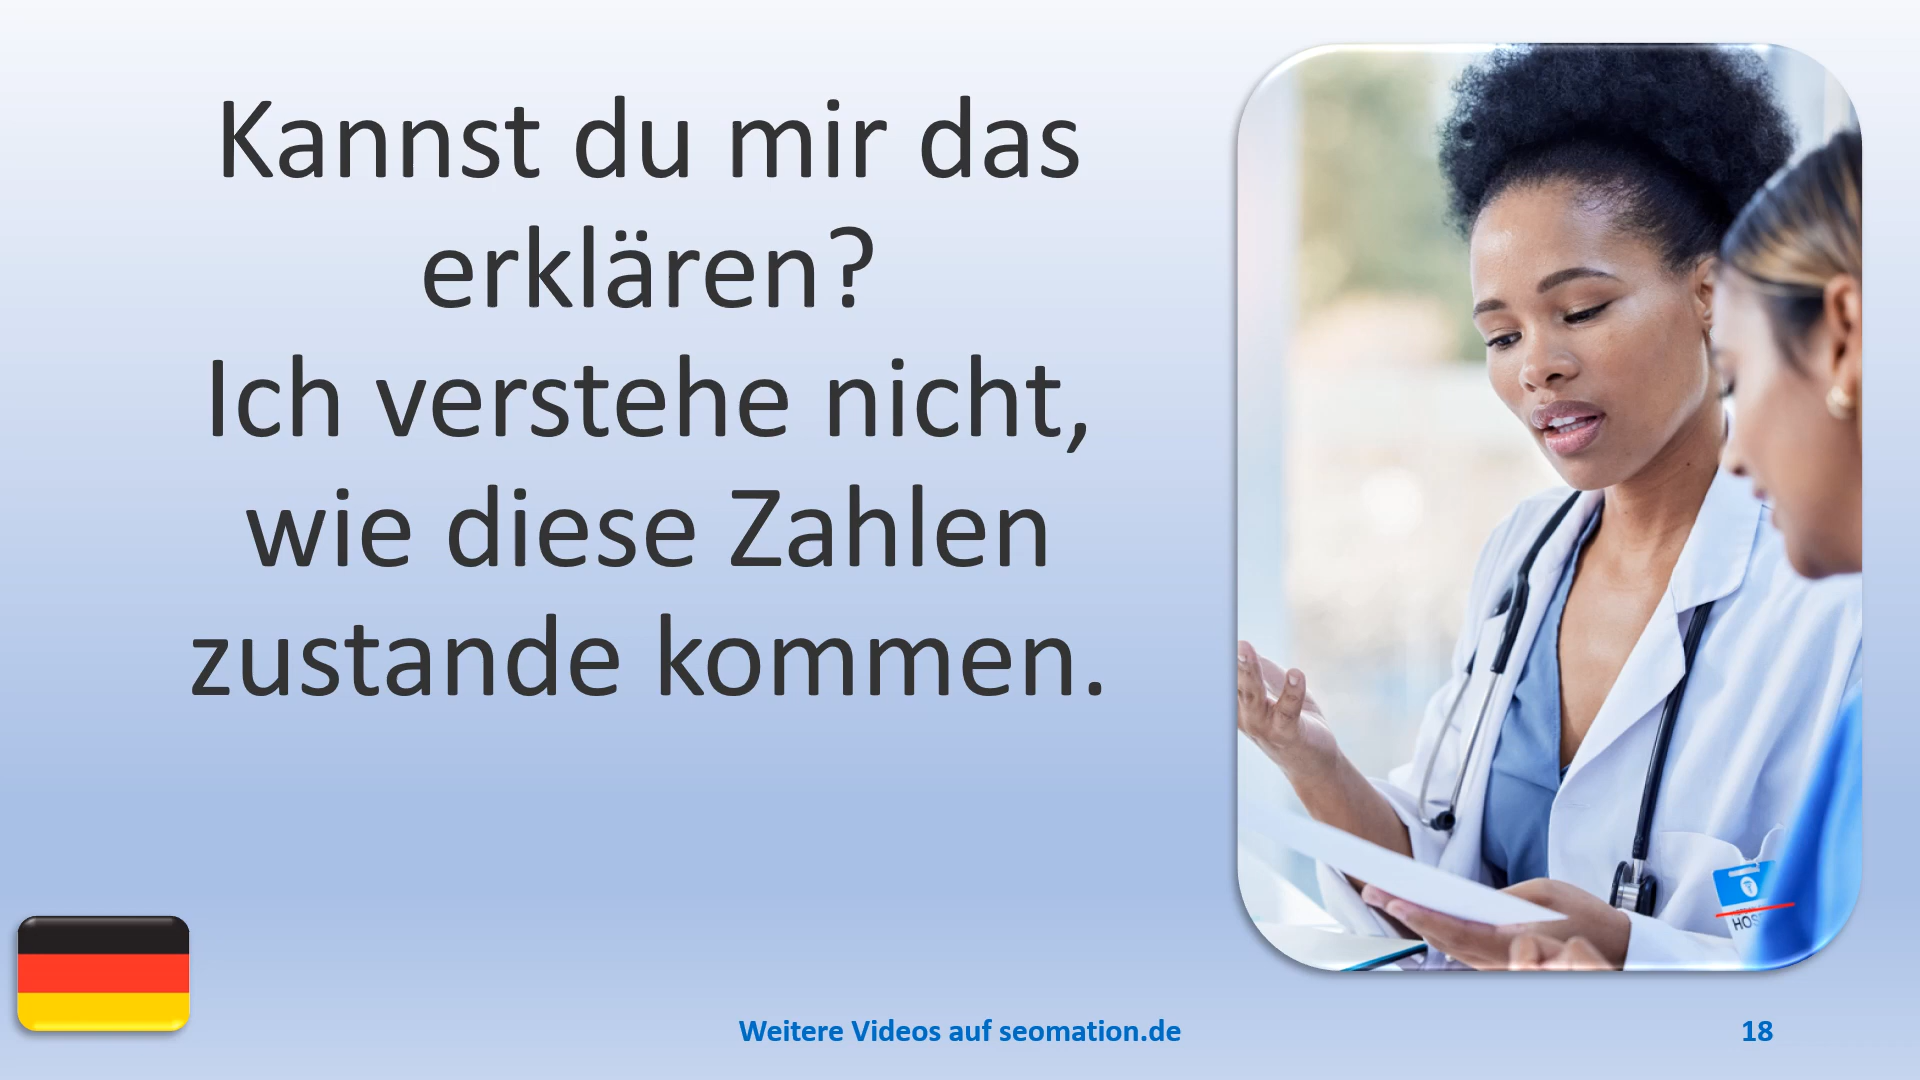 Kannst du mir das
erklären?
Ich verstehe nicht,
wie diese Zahlen
zustande kommen.
Weitere Videos auf seomation.de
18